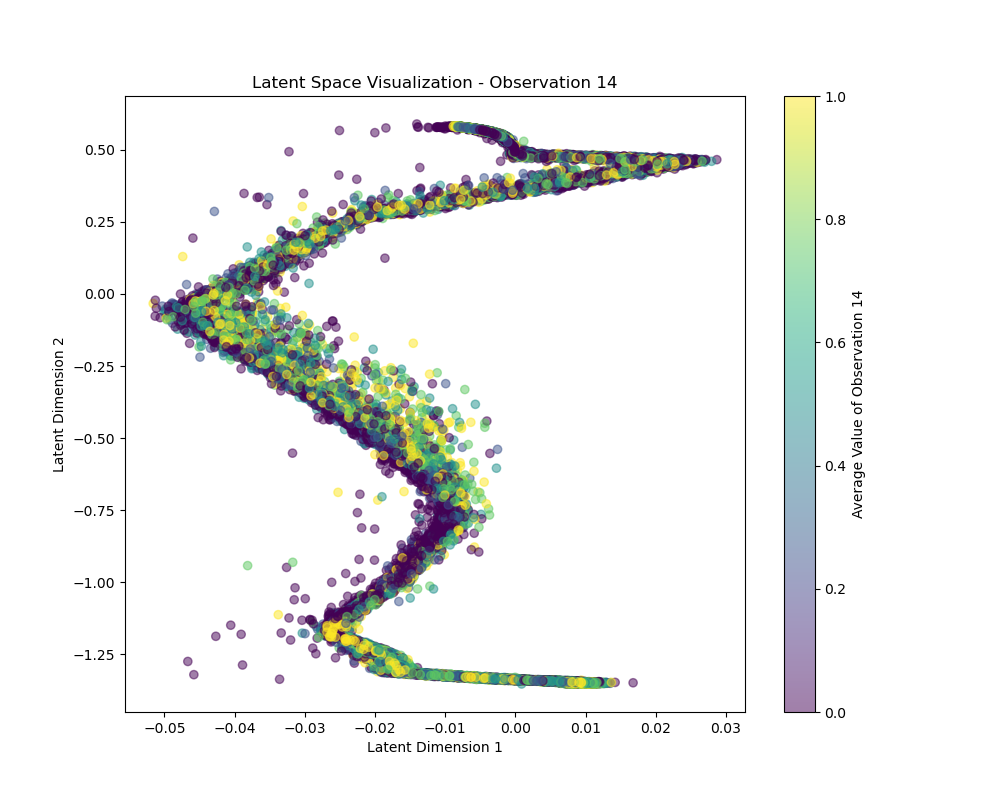 Latent Space Visualization - Observation 14
Latent Dimension 2
0.50
0.25
0.00
−0.25
−0.50
−0.75
−1.00
−1.25
−0.05 −0.04 −0.03 −0.02 −0.01 0.00 0.01 0.02 0.03
Latent Dimension 1
1.0
0.8
0.6
0.4
0.2
0.0
Average Value of Observation 14